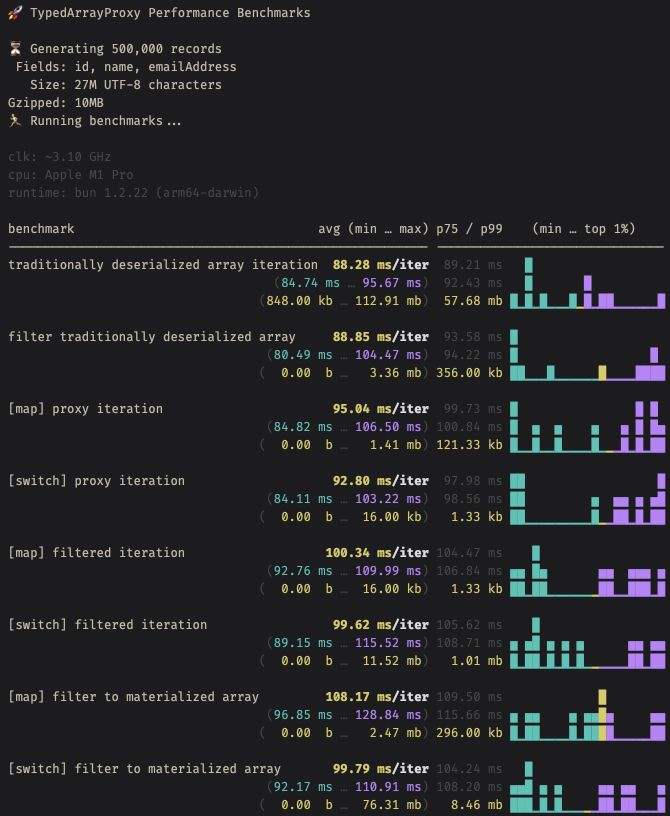 🚀 TypedArrayProxy Performance Benchmarks
⏳ Generating 500,000 records
Fields: id, name, emailAddress
Size: 27M UTF-8 characters
Gzipped: 10MB
🏃 Running benchmarks...
clk: ~3.10 GHz
cpu: Apple M1 Pro
runtime: bun 1.2.22 (arm64-darwin)
benchmark avg (min … max) p75 / p99 (min … top 1%)
traditionally deserialized array iteration 88.28 ms/iter 89.21 ms
(84.74 ms … 95.67 ms) 92.43 ms
(848.00 kb … 112.91 mb) 57.68 mb
filter traditionally deserialized array 88.85 ms/iter 93.58 ms
(80.49 ms … 104.47 ms) 94.22 ms
( 0.00 b … 3.36 mb) 356.00 kb
[map] proxy iteration 95.04 ms/iter 99.73 ms
(84.82 ms … 106.50 ms) 100.84 ms
( 0.00 b … 1.41 mb) 121.33 kb
[switch] proxy iteration 92.80 ms/iter 97.98 ms
(84.11 ms … 103.22 ms) 98.56 ms
( 0.00 b … 16.00 kb) 1.33 kb
[map] filtered iteration 100.34 ms/iter 104.47 ms
(92.76 ms … 109.99 ms) 106.84 ms
( 0.00 b … 16.00 kb) 1.33 kb
[switch] filtered iteration 99.62 ms/iter 105.62 ms
(89.15 ms … 115.52 ms) 108.71 ms
( 0.00 b … 11.52 mb) 1.01 mb
[map] filter to materialized array 108.17 ms/iter 109.50 ms
(96.85 ms … 128.84 ms) 115.66 ms
( 0.00 b … 2.47 mb) 296.00 kb
[switch] filter to materialized array 99.79 ms/iter 104.24 ms
(92.17 ms … 110.91 ms) 108.20 ms
( 0.00 b … 76.31 mb) 8.46 mb